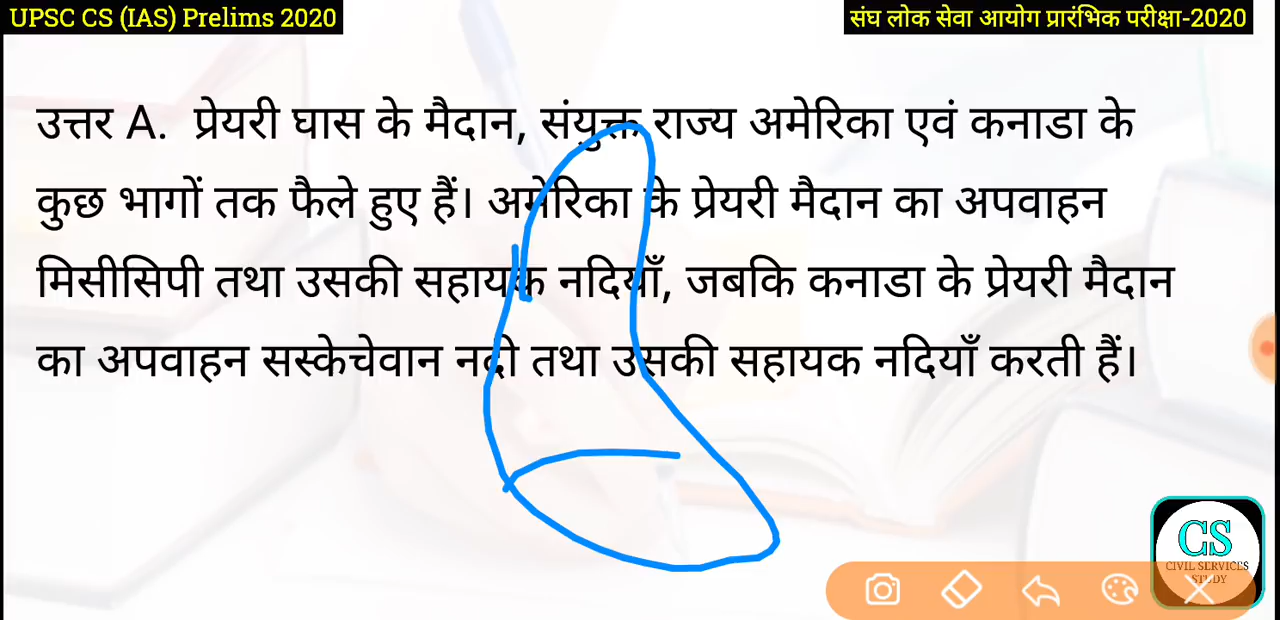 UPSC CS (IAS) Prelims 2020
संघ लोक सेवा आयोग प्रारंभिक परीक्षा-2020
उत्तर A. प्रेयरी घास के मैदान, संयुक्त राज्य अमेरिका एवं कनाडा के
कुछ भागों तक फैले हुए हैं। अमेरिका के प्रेयरी मैदान का अपवाहन
मिसीसिपी तथा उसकी सहायक नदियाँ, जबकि कनाडा के प्रेयरी मैदान
का अपवाहन सस्केचेवान नदी तथा उसकी सहायक नदियाँ करती हैं।
CS
CIVIL SERVICES
STUDY